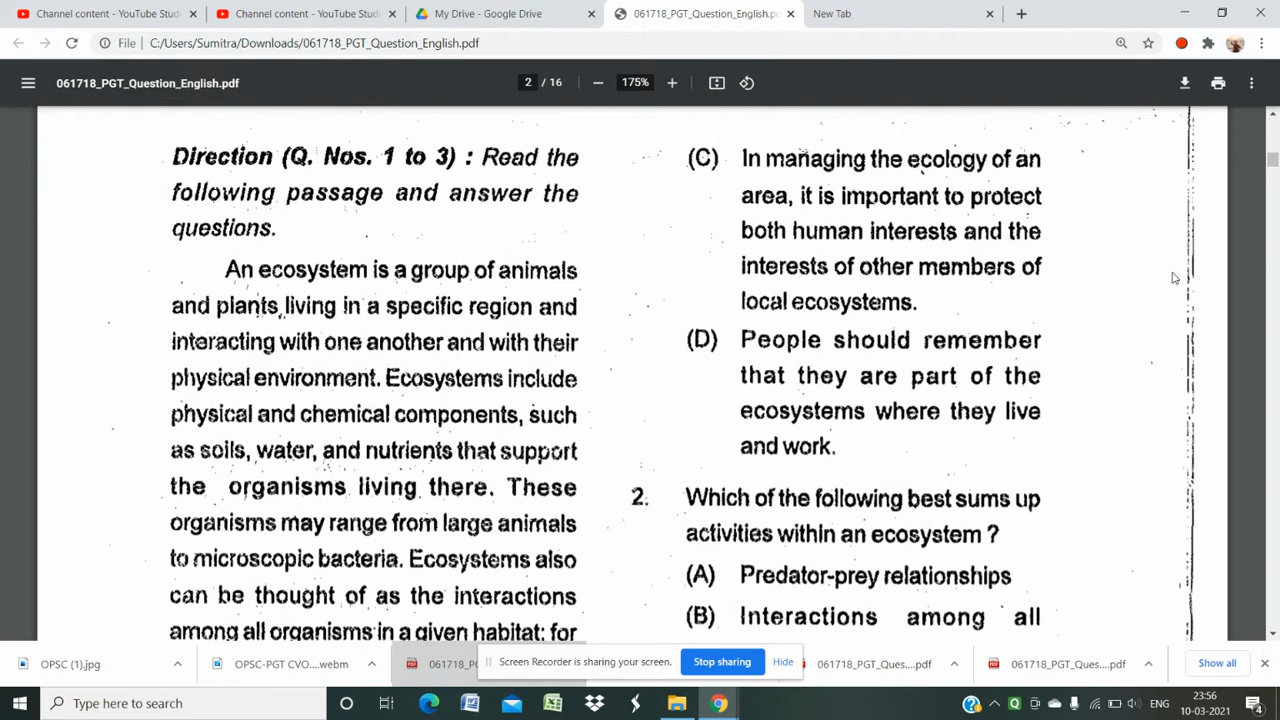 Channel content - YouTube Studi
Channel content - YouTube Studi
My Drive - Google Drive
061718_PGT_Question_English.pc
New Tab
File
C:/Users/Sumitra/Downloads/061718_PGT_Question_English.pdf
061718_PGT_Question_English.pdf
2 / 16
175%
Direction (Q. Nos. 1 to 3) : Read the
following passage and answer the
questions.
An ecosystem is a group of animals
and plants living in a specific region and
interacting with one another and with their
physical environment. Ecosystems include
physical and chemical components, such
as soils, water, and nutrients that support
the organisms living there. These
organisms may range from large animals
to microscopic bacteria. Ecosystems also
can be thought of as the interactions
among all organisms in a given habitat; for
(C) In managing the ecology of an
area, it is important to protect
both human interests and the
interests of other members of
local ecosystems.
(D) People should remember
that they are part of the
ecosystems where they live
and work.
2. Which of the following best sums up
activities within an ecosystem ?
(A) Predator-prey relationships
(B) Interactions among all
OPSC (1).jpg
OPSC-PGT CVO....webm
061718_PG
Screen Recorder is sharing your screen.
Stop sharing
Hide
061718_PGT_Ques....pdf
061718_PGT_Ques....pdf
Show all
Type here to search
ENG
23:56
10-03-2021
4